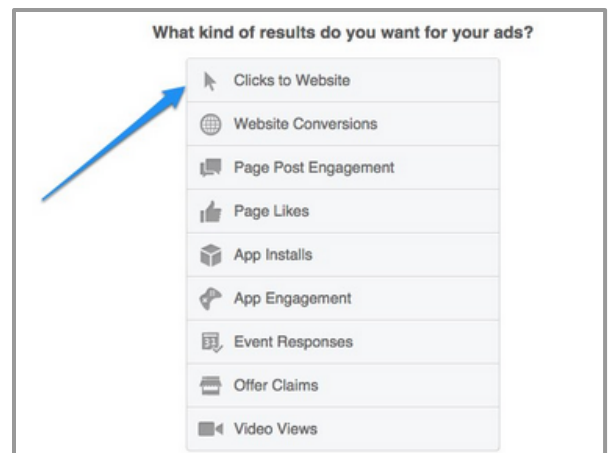 What kind of results do you want for your ads?
Clicks to Website
Website Conversions
Page Post Engagement
Page Likes
App Installs
App Engagement
Event Responses
Offer Claims
Video Views